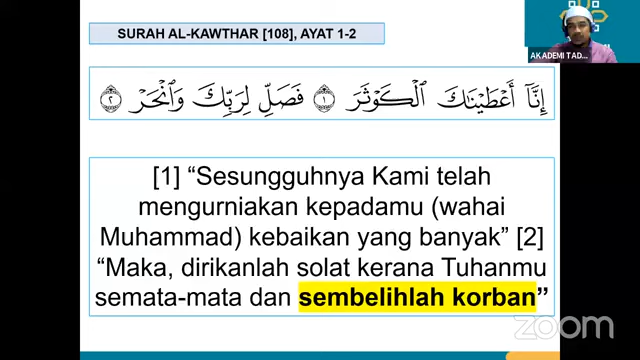 SURAH AL-KAWTHAR [108], AYAT 1-2
إِنَّآ أَعْطَيْنَٰكَ ٱلْكَوْثَرَ ١ فَصَلِّ لِرَبِّكَ وَٱنْحَرْ ٢
[1] “Sesungguhnya Kami telah
mengurniakan kepadamu (wahai
Muhammad) kebaikan yang banyak” [2]
“Maka, dirikanlah solat kerana Tuhanmu
semata-mata dan sembelihlah korban”
AKADEMI TAD...
zoom